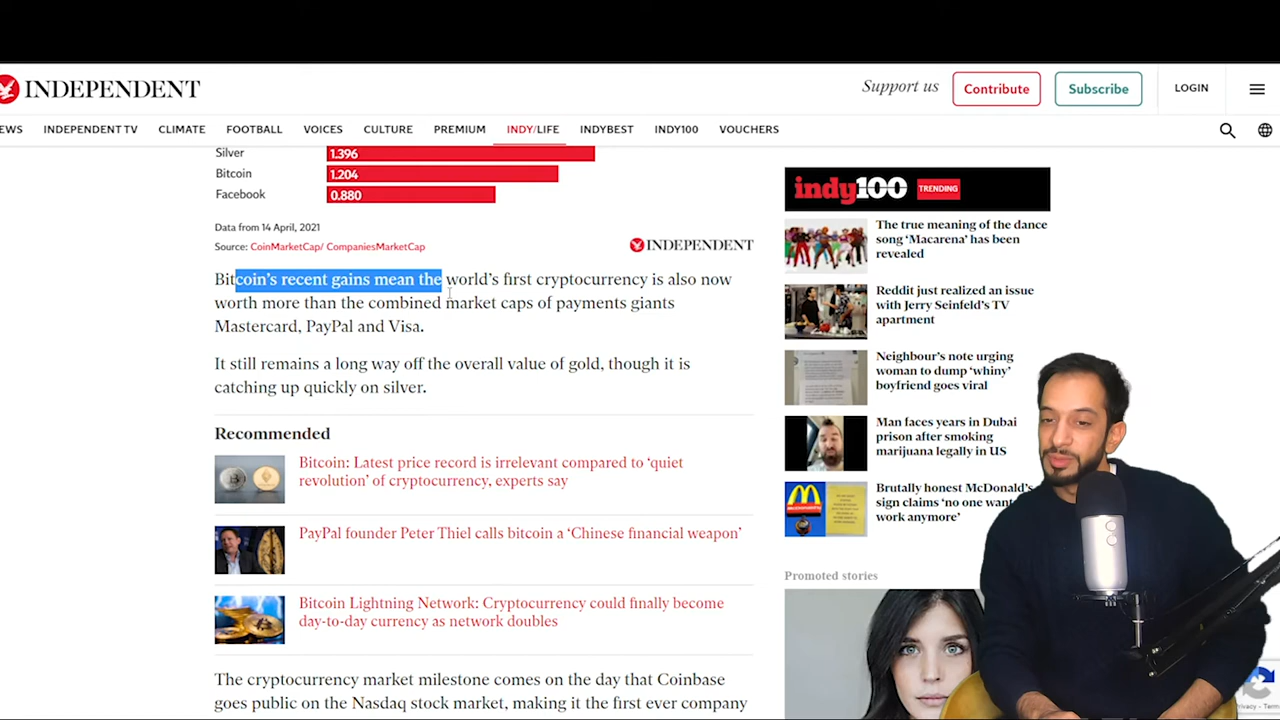 INDEPENDENT
Support us
Contribute
Subscribe
LOGIN
EWS
INDEPENDENT TV
CLIMATE
FOOTBALL
VOICES
CULTURE
PREMIUM
INDY/LIFE
INDYBEST
INDY100
VOUCHERS
Silver 1.396
Bitcoin 1.204
Facebook 0.880
Data from 14 April, 2021
Source: CoinMarketCap/ CompaniesMarketCap
INDEPENDENT
Bitcoin's recent gains mean the world's first cryptocurrency is also now
worth more than the combined market caps of payments giants
Mastercard, PayPal and Visa.
It still remains a long way off the overall value of gold, though it is
catching up quickly on silver.
Recommended
Bitcoin: Latest price record is irrelevant compared to 'quiet
revolution' of cryptocurrency, experts say
PayPal founder Peter Thiel calls bitcoin a 'Chinese financial weapon'
Bitcoin Lightning Network: Cryptocurrency could finally become
day-to-day currency as network doubles
The cryptocurrency market milestone comes on the day that Coinbase
goes public on the Nasdaq stock market, making it the first ever company
indy100 TRENDING
The true meaning of the dance
song 'Macarena' has been
revealed
Reddit just realized an issue
with Jerry Seinfeld's TV
apartment
Neighbour's note urging
woman to dump 'whiny'
boyfriend goes viral
Man faces years in Dubai
prison after smoking
marijuana legally in US
Brutally honest McDonald's
sign claims 'no one wan
work anymore'
Promoted stories
Privacy - Term